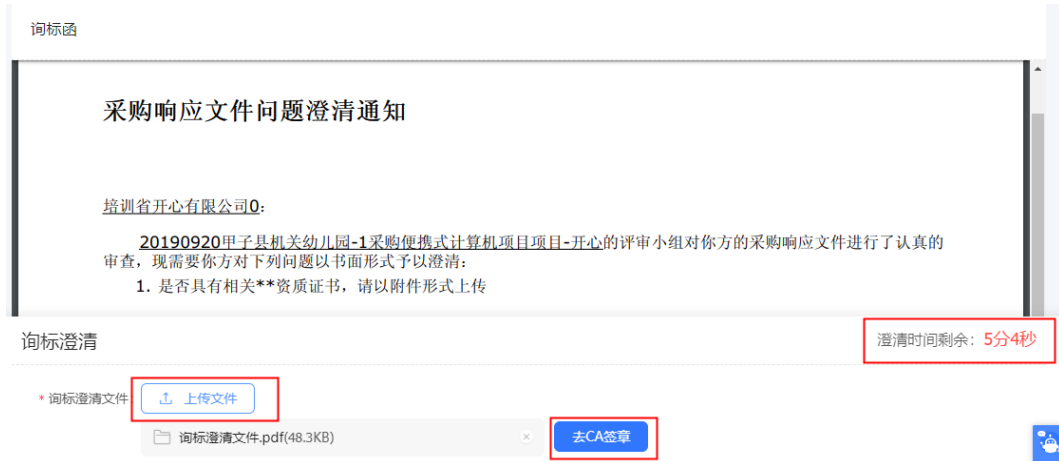 询标函
采购响应文件问题澄清通知
培训省开心有限公司0:
20190920甲子县机关幼儿园-1采购便携式计算机项目项目-开心的评审小组对你方的采购响应文件进行了认真的
审查，现需要你方对下列问题以书面形式予以澄清:
1. 是否具有相关**资质证书，请以附件形式上传
询标澄清
澄清时间剩余: 5分4秒
* 询标澄清文件: 上传文件
询标澄清文件.pdf(48.3KB) 去CA签章